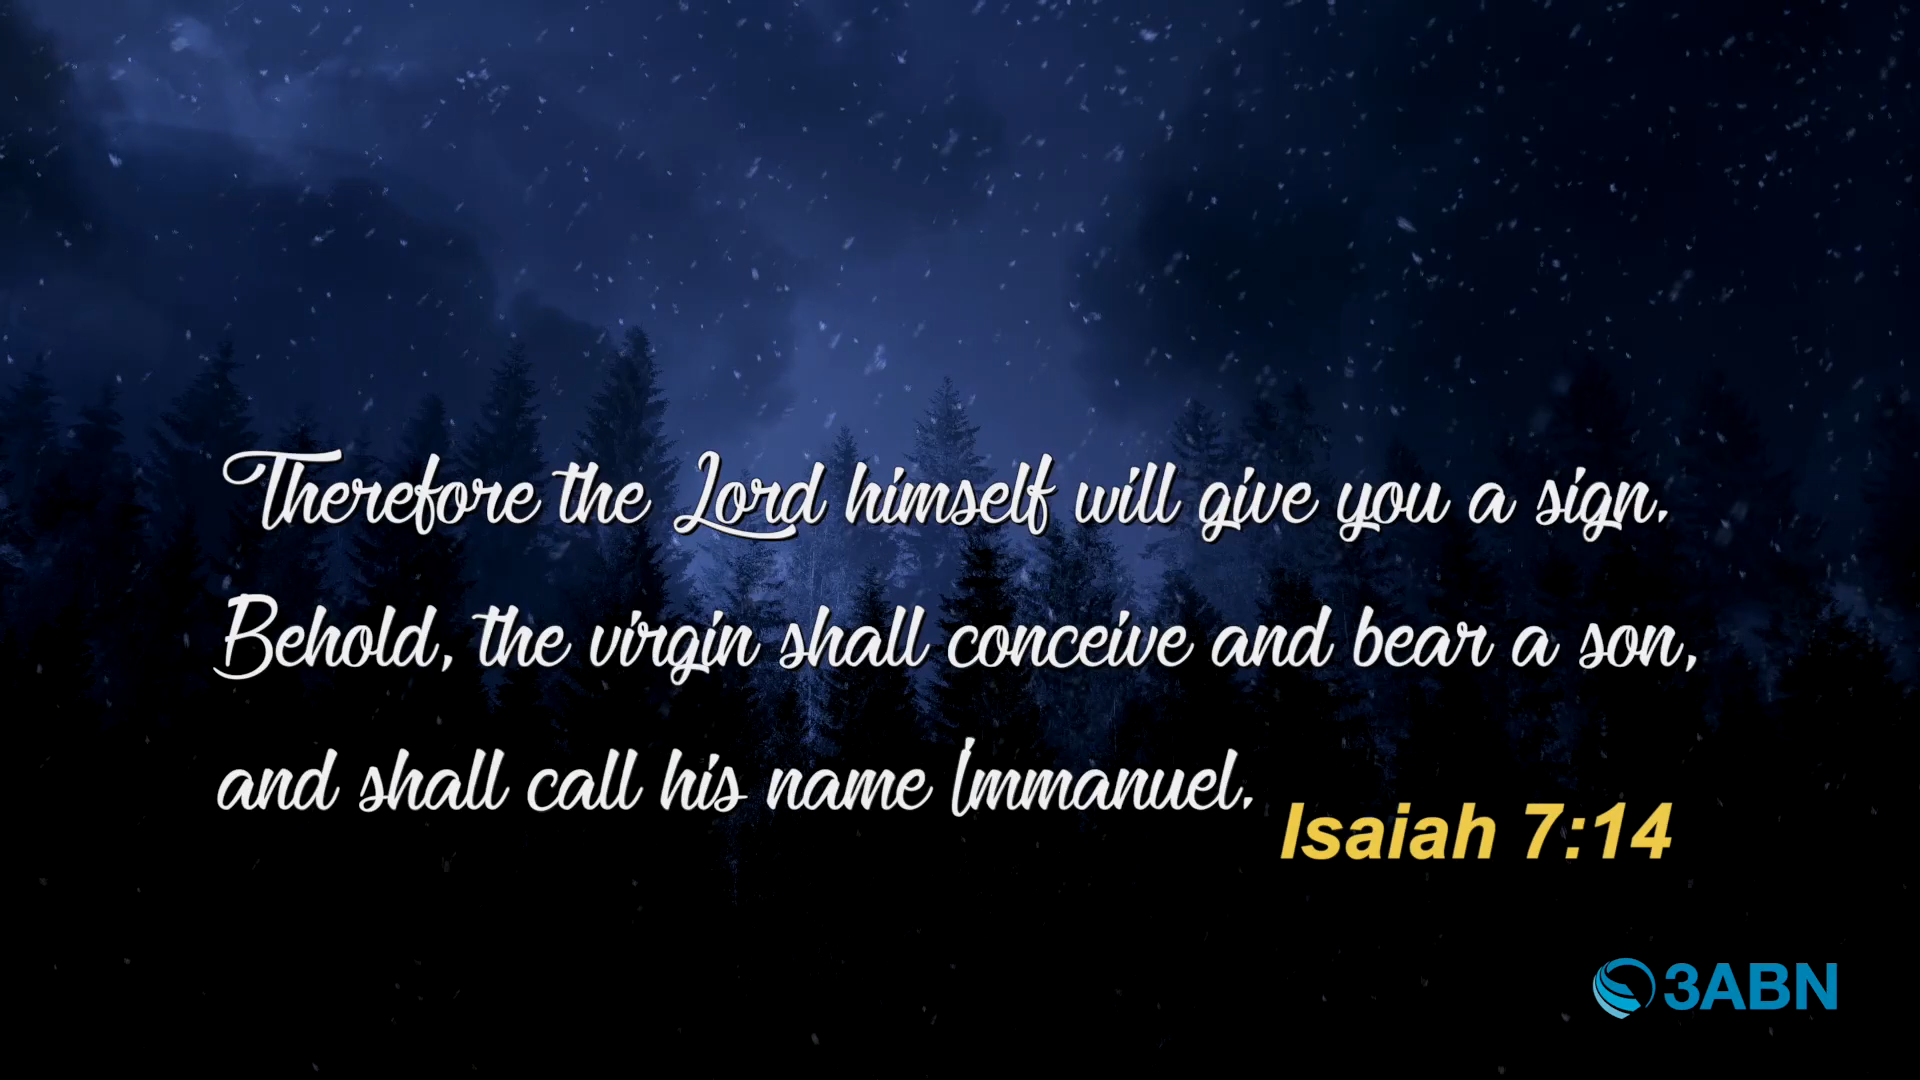 Therefore the Lord himself will give you a sign.
Behold, the virgin shall conceive and bear a son,
and shall call his name Immanuel.
Isaiah 7:14
3ABN